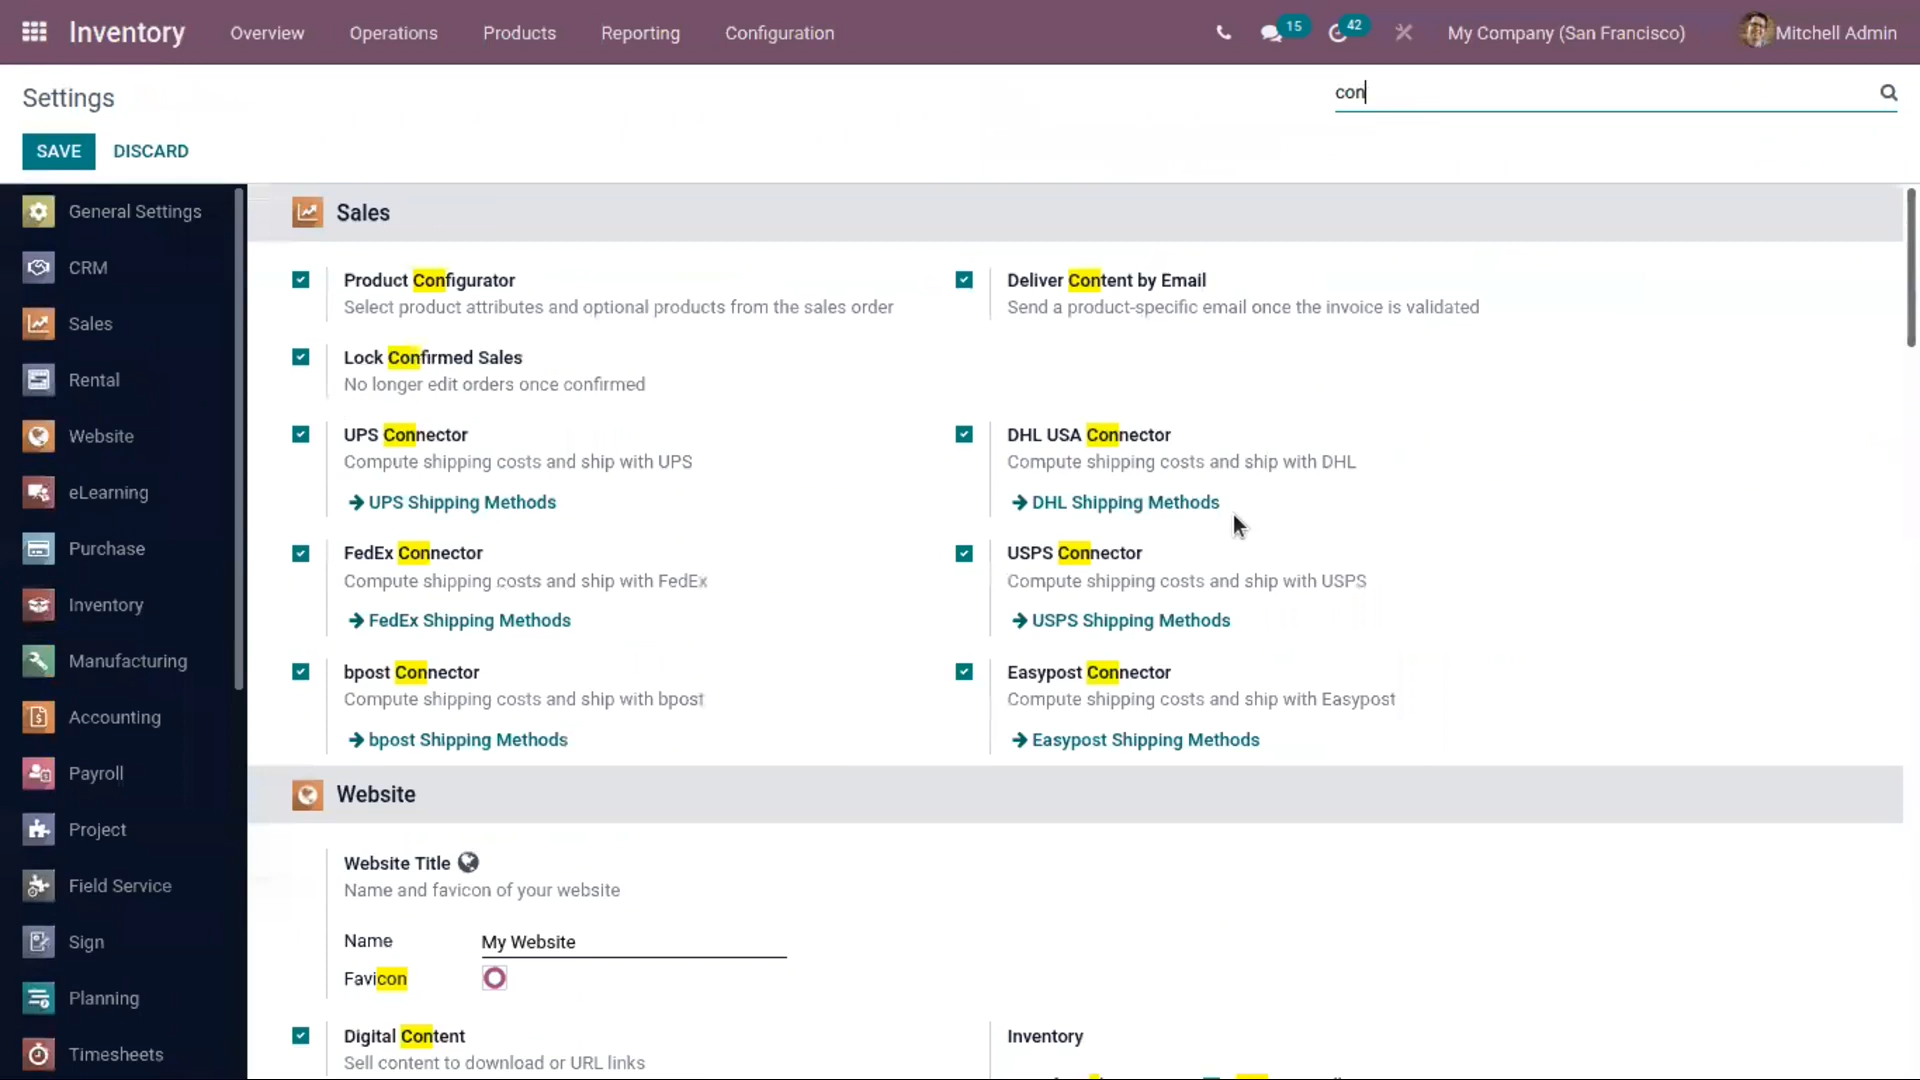 Inventory Overview Operations Products Reporting Configuration 15 42 My Company (San Francisco) Mitchell Admin
Settings
con
SAVE DISCARD
General Settings
CRM
Sales
Rental
Website
eLearning
Purchase
Inventory
Manufacturing
Accounting
Payroll
Project
Field Service
Sign
Planning
Timesheets
Sales
Product Configurator
Select product attributes and optional products from the sales order
Deliver Content by Email
Send a product-specific email once the invoice is validated
Lock Confirmed Sales
No longer edit orders once confirmed
UPS Connector
Compute shipping costs and ship with UPS
UPS Shipping Methods
DHL USA Connector
Compute shipping costs and ship with DHL
DHL Shipping Methods
FedEx Connector
Compute shipping costs and ship with FedEx
FedEx Shipping Methods
USPS Connector
Compute shipping costs and ship with USPS
USPS Shipping Methods
bpost Connector
Compute shipping costs and ship with bpost
bpost Shipping Methods
Easypost Connector
Compute shipping costs and ship with Easypost
Easypost Shipping Methods
Website
Website Title
Name and favicon of your website
Name My Website
Favicon
Digital Content
Sell content to download or URL links
Inventory